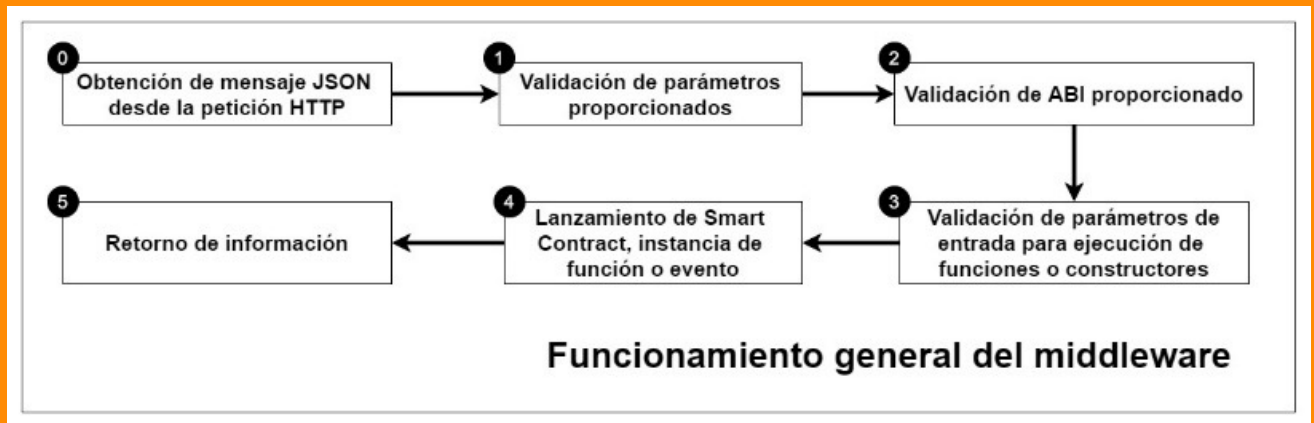 0
Obtención de mensaje JSON
desde la petición HTTP
1
Validación de parámetros
proporcionados
2
Validación de ABI proporcionado
3
Validación de parámetros de
entrada para ejecución de
funciones o constructores
4
Lanzamiento de Smart
Contract, instancia de
función o evento
5
Retorno de información
Funcionamiento general del middleware